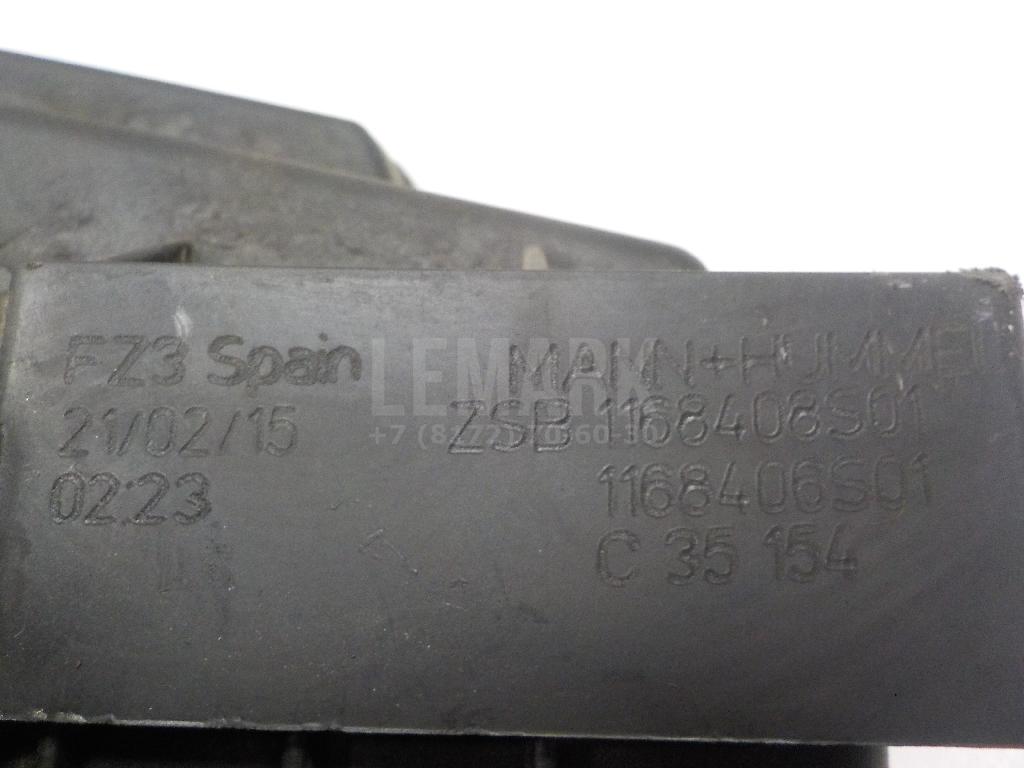 FZ3 Spain
21/02/15
02:23
MANN+HUMMEL
ZSB 1168408S01
1168406S01
C 35 154
LEMARK